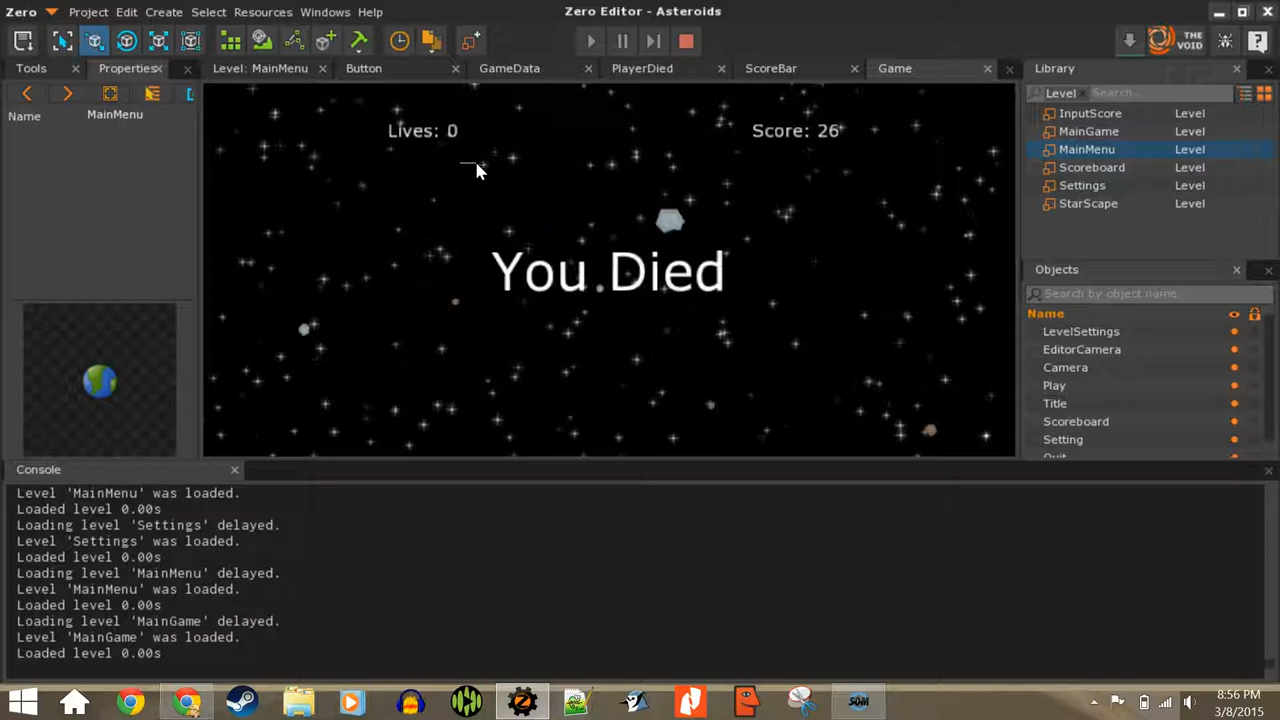 Zero Project Edit Create Select Resources Windows Help
Zero Editor - Asteroids
THE VOID
Tools Properties Level: MainMenu Button GameData PlayerDied ScoreBar Game Library
Level Search...
Name MainMenu
InputScore Level
MainGame Level
MainMenu Level
Scoreboard Level
Settings Level
StarScape Level
Lives: 0 Score: 26
You Died
Objects
Search by object name.
Name
LevelSettings
EditorCamera
Camera
Play
Title
Scoreboard
Setting
Quit
Console
Level 'MainMenu' was loaded.
Loaded level 0.00s
Loading level 'Settings' delayed.
Level 'Settings' was loaded.
Loaded level 0.00s
Loading level 'MainMenu' delayed.
Level 'MainMenu' was loaded.
Loaded level 0.00s
Loading level 'MainGame' delayed.
Level 'MainGame' was loaded.
Loaded level 0.00s
8:56 PM
3/8/2015